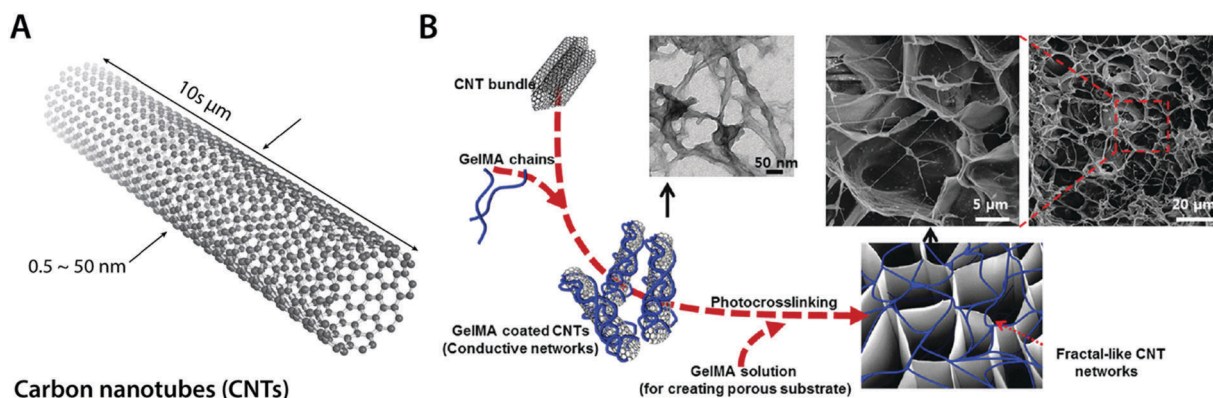 A
10s µm
0.5 ~ 50 nm
Carbon nanotubes (CNTs)
B
CNT bundle
GelMA chains
GelMA coated CNTs
(Conductive networks)
50 nm
Photocrosslinking
GelMA solution
(for creating porous substrate)
5 µm
20 µm
Fractal-like CNT
networks